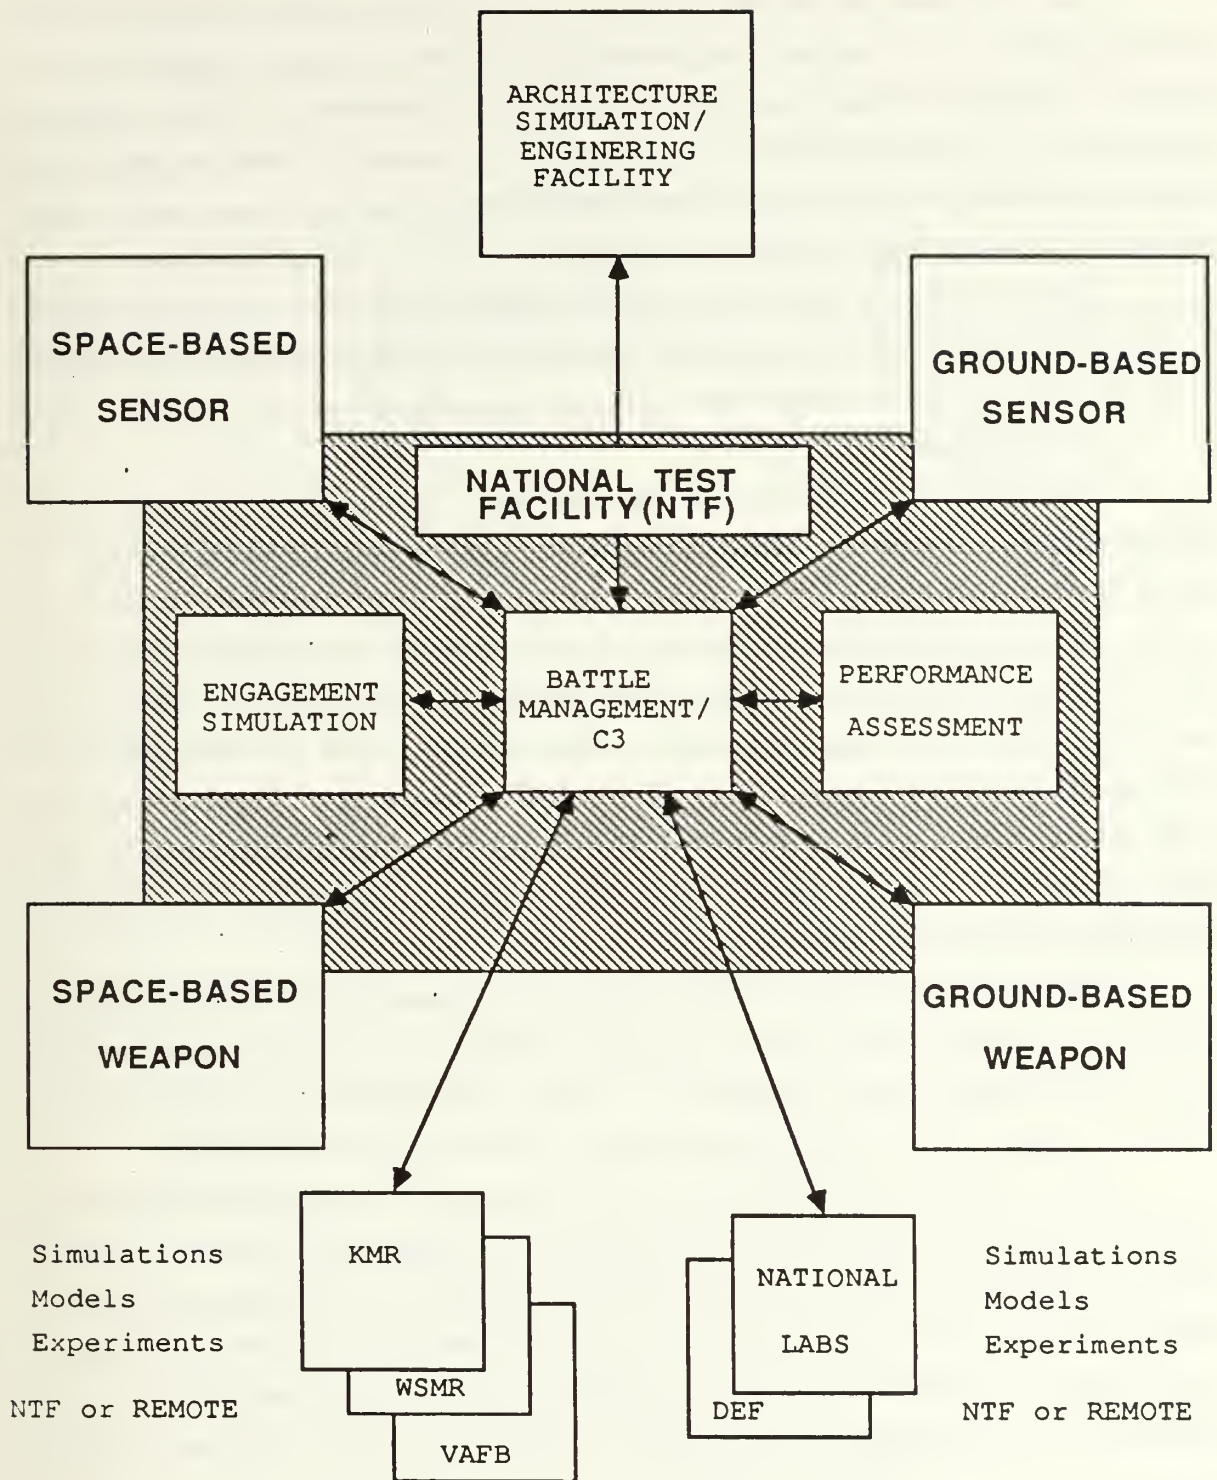 ARCHITECTURE
SIMULATION/
ENGINERING
FACILITY
SPACE-BASED
SENSOR
GROUND-BASED
SENSOR
NATIONAL TEST
FACILITY(NTF)
ENGAGEMENT
SIMULATION
BATTLE
MANAGEMENT/
C3
PERFORMANCE
ASSESSMENT
SPACE-BASED
WEAPON
GROUND-BASED
WEAPON
Simulations
Models
Experiments
NTF or REMOTE
KMR
WSMR
VAFB
NATIONAL
LABS
DEF
Simulations
Models
Experiments
NTF or REMOTE